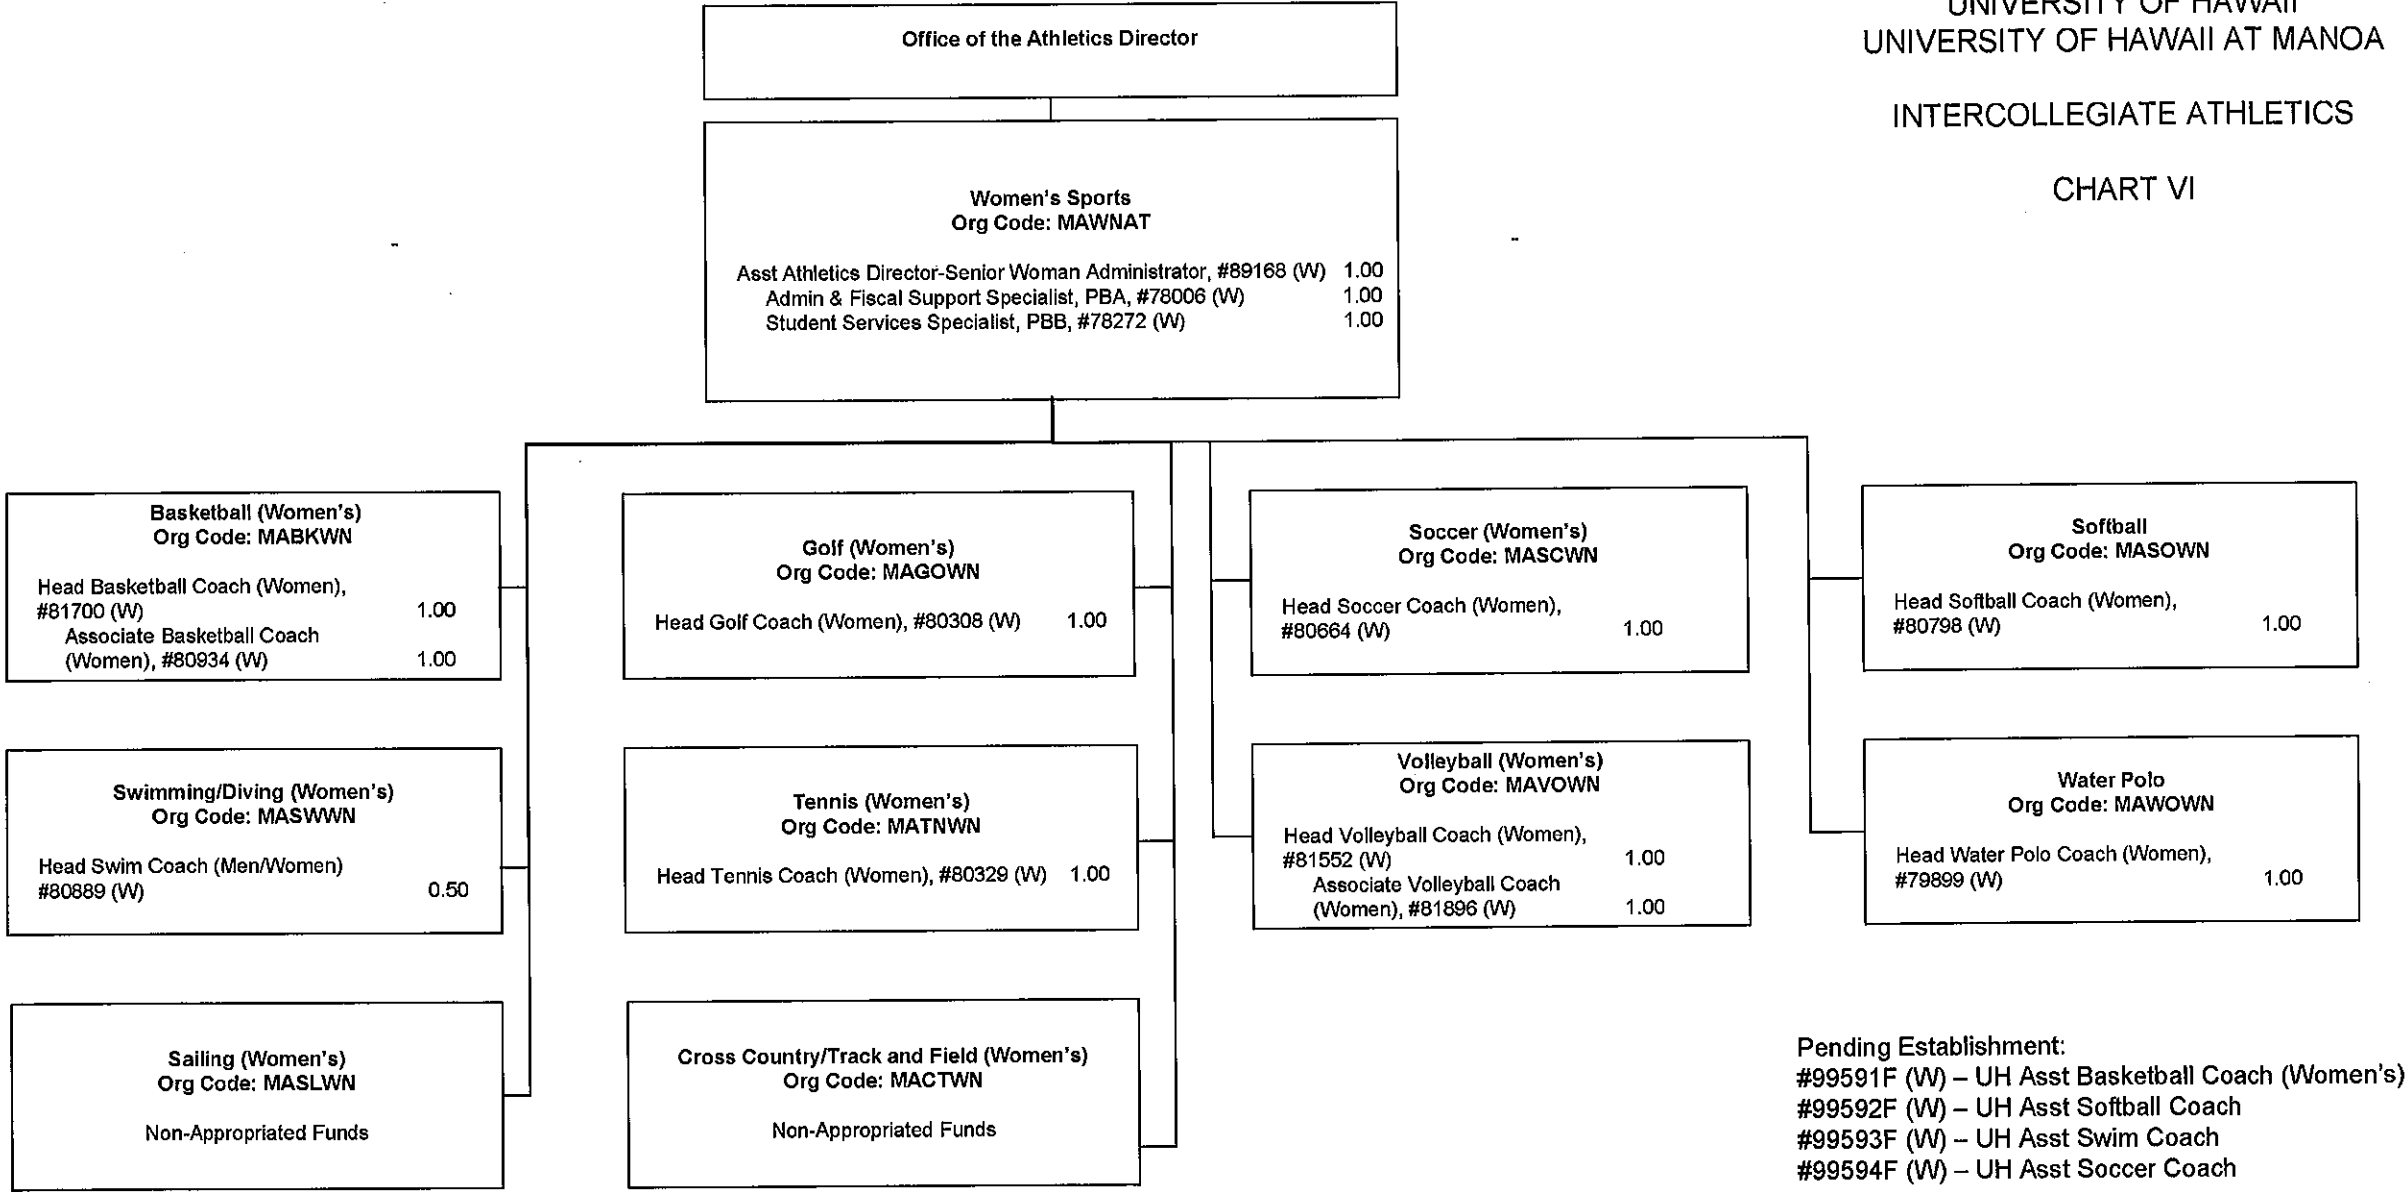 UNIVERSITY OF HAWAII
UNIVERSITY OF HAWAII AT MANOA
INTERCOLLEGIATE ATHLETICS
CHART VI
Office of the Athletics Director
Women's Sports
Org Code: MAWNAT
Asst Athletics Director-Senior Woman Administrator, #89168 (W) 1.00
Admin & Fiscal Support Specialist, PBA, #78006 (W) 1.00
Student Services Specialist, PBB, #78272 (W) 1.00
Basketball (Women's)
Org Code: MABKWN
Head Basketball Coach (Women),
#81700 (W) 1.00
Associate Basketball Coach
(Women), #80934 (W) 1.00
Golf (Women's)
Org Code: MAGOWN
Head Golf Coach (Women), #80308 (W) 1.00
Soccer (Women's)
Org Code: MASCWN
Head Soccer Coach (Women),
#80664 (W) 1.00
Softball
Org Code: MASOWN
Head Softball Coach (Women),
#80798 (W) 1.00
Swimming/Diving (Women's)
Org Code: MASWWN
Head Swim Coach (Men/Women)
#80889 (W) 0.50
Tennis (Women's)
Org Code: MATNWN
Head Tennis Coach (Women), #80329 (W) 1.00
Volleyball (Women's)
Org Code: MAVOWN
Head Volleyball Coach (Women),
#81552 (W) 1.00
Associate Volleyball Coach
(Women), #81896 (W) 1.00
Water Polo
Org Code: MAWOWN
Head Water Polo Coach (Women),
#79899 (W) 1.00
Sailing (Women's)
Org Code: MASLWN
Non-Appropriated Funds
Cross Country/Track and Field (Women's)
Org Code: MACTWN
Non-Appropriated Funds
Pending Establishment:
#99591F (W) – UH Asst Basketball Coach (Women's)
#99592F (W) – UH Asst Softball Coach
#99593F (W) – UH Asst Swim Coach
#99594F (W) – UH Asst Soccer Coach